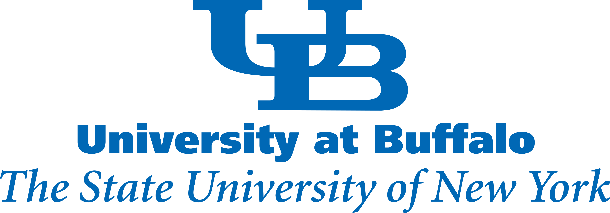 UB
University at Buffalo
The State University of New York